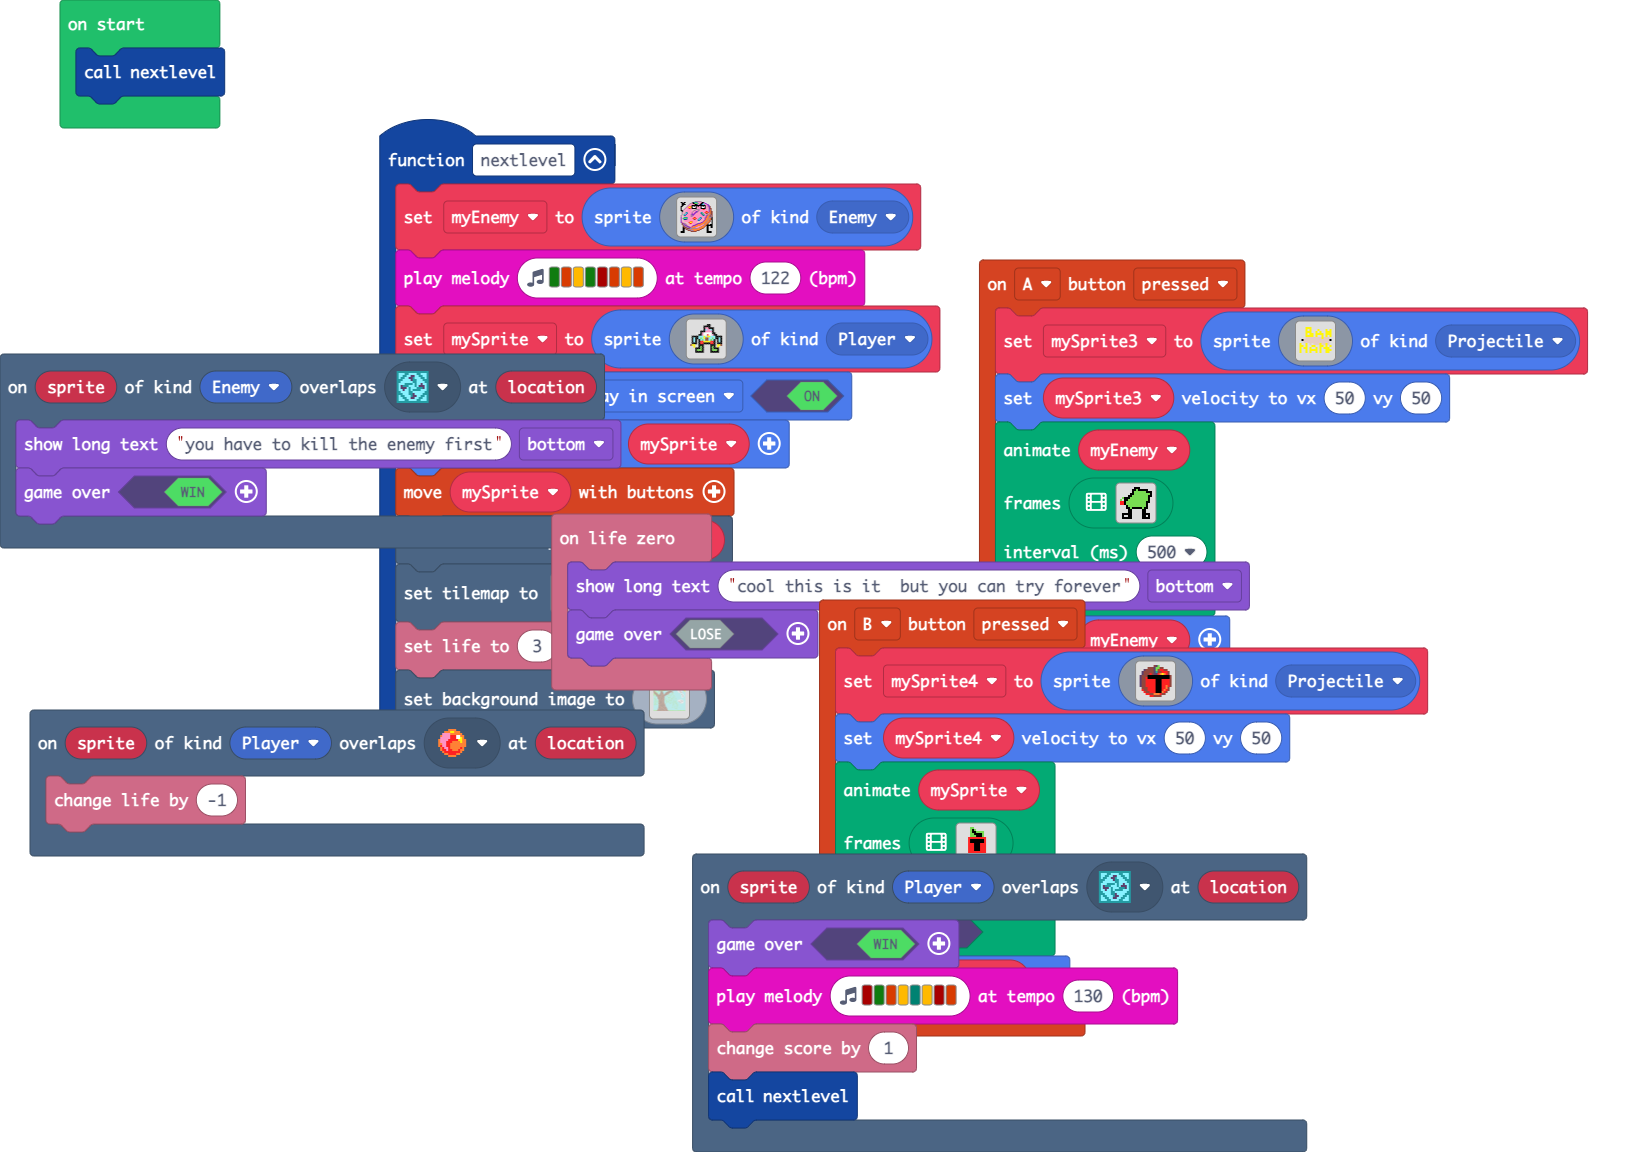 on start
call nextlevel
function nextlevel
set myEnemy to sprite of kind Enemy
play melody at tempo 122 (bpm)
set mySprite to sprite of kind Player
ay in screen ON
mySprite
move mySprite with buttons
set tilemap to
set life to 3
set background image to
on sprite of kind Enemy overlaps at location
show long text "you have to kill the enemy first" bottom
game over WIN
on life zero
show long text "cool this is it but you can try forever" bottom
game over LOSE
on sprite of kind Player overlaps at location
change life by -1
on A button pressed
set mySprite3 to sprite of kind Projectile
set mySprite3 velocity to vx 50 vy 50
animate myEnemy
frames
interval (ms) 500
myEnemy
on B button pressed
set mySprite4 to sprite of kind Projectile
set mySprite4 velocity to vx 50 vy 50
animate mySprite
frames
on sprite of kind Player overlaps at location
game over WIN
play melody at tempo 130 (bpm)
change score by 1
call nextlevel